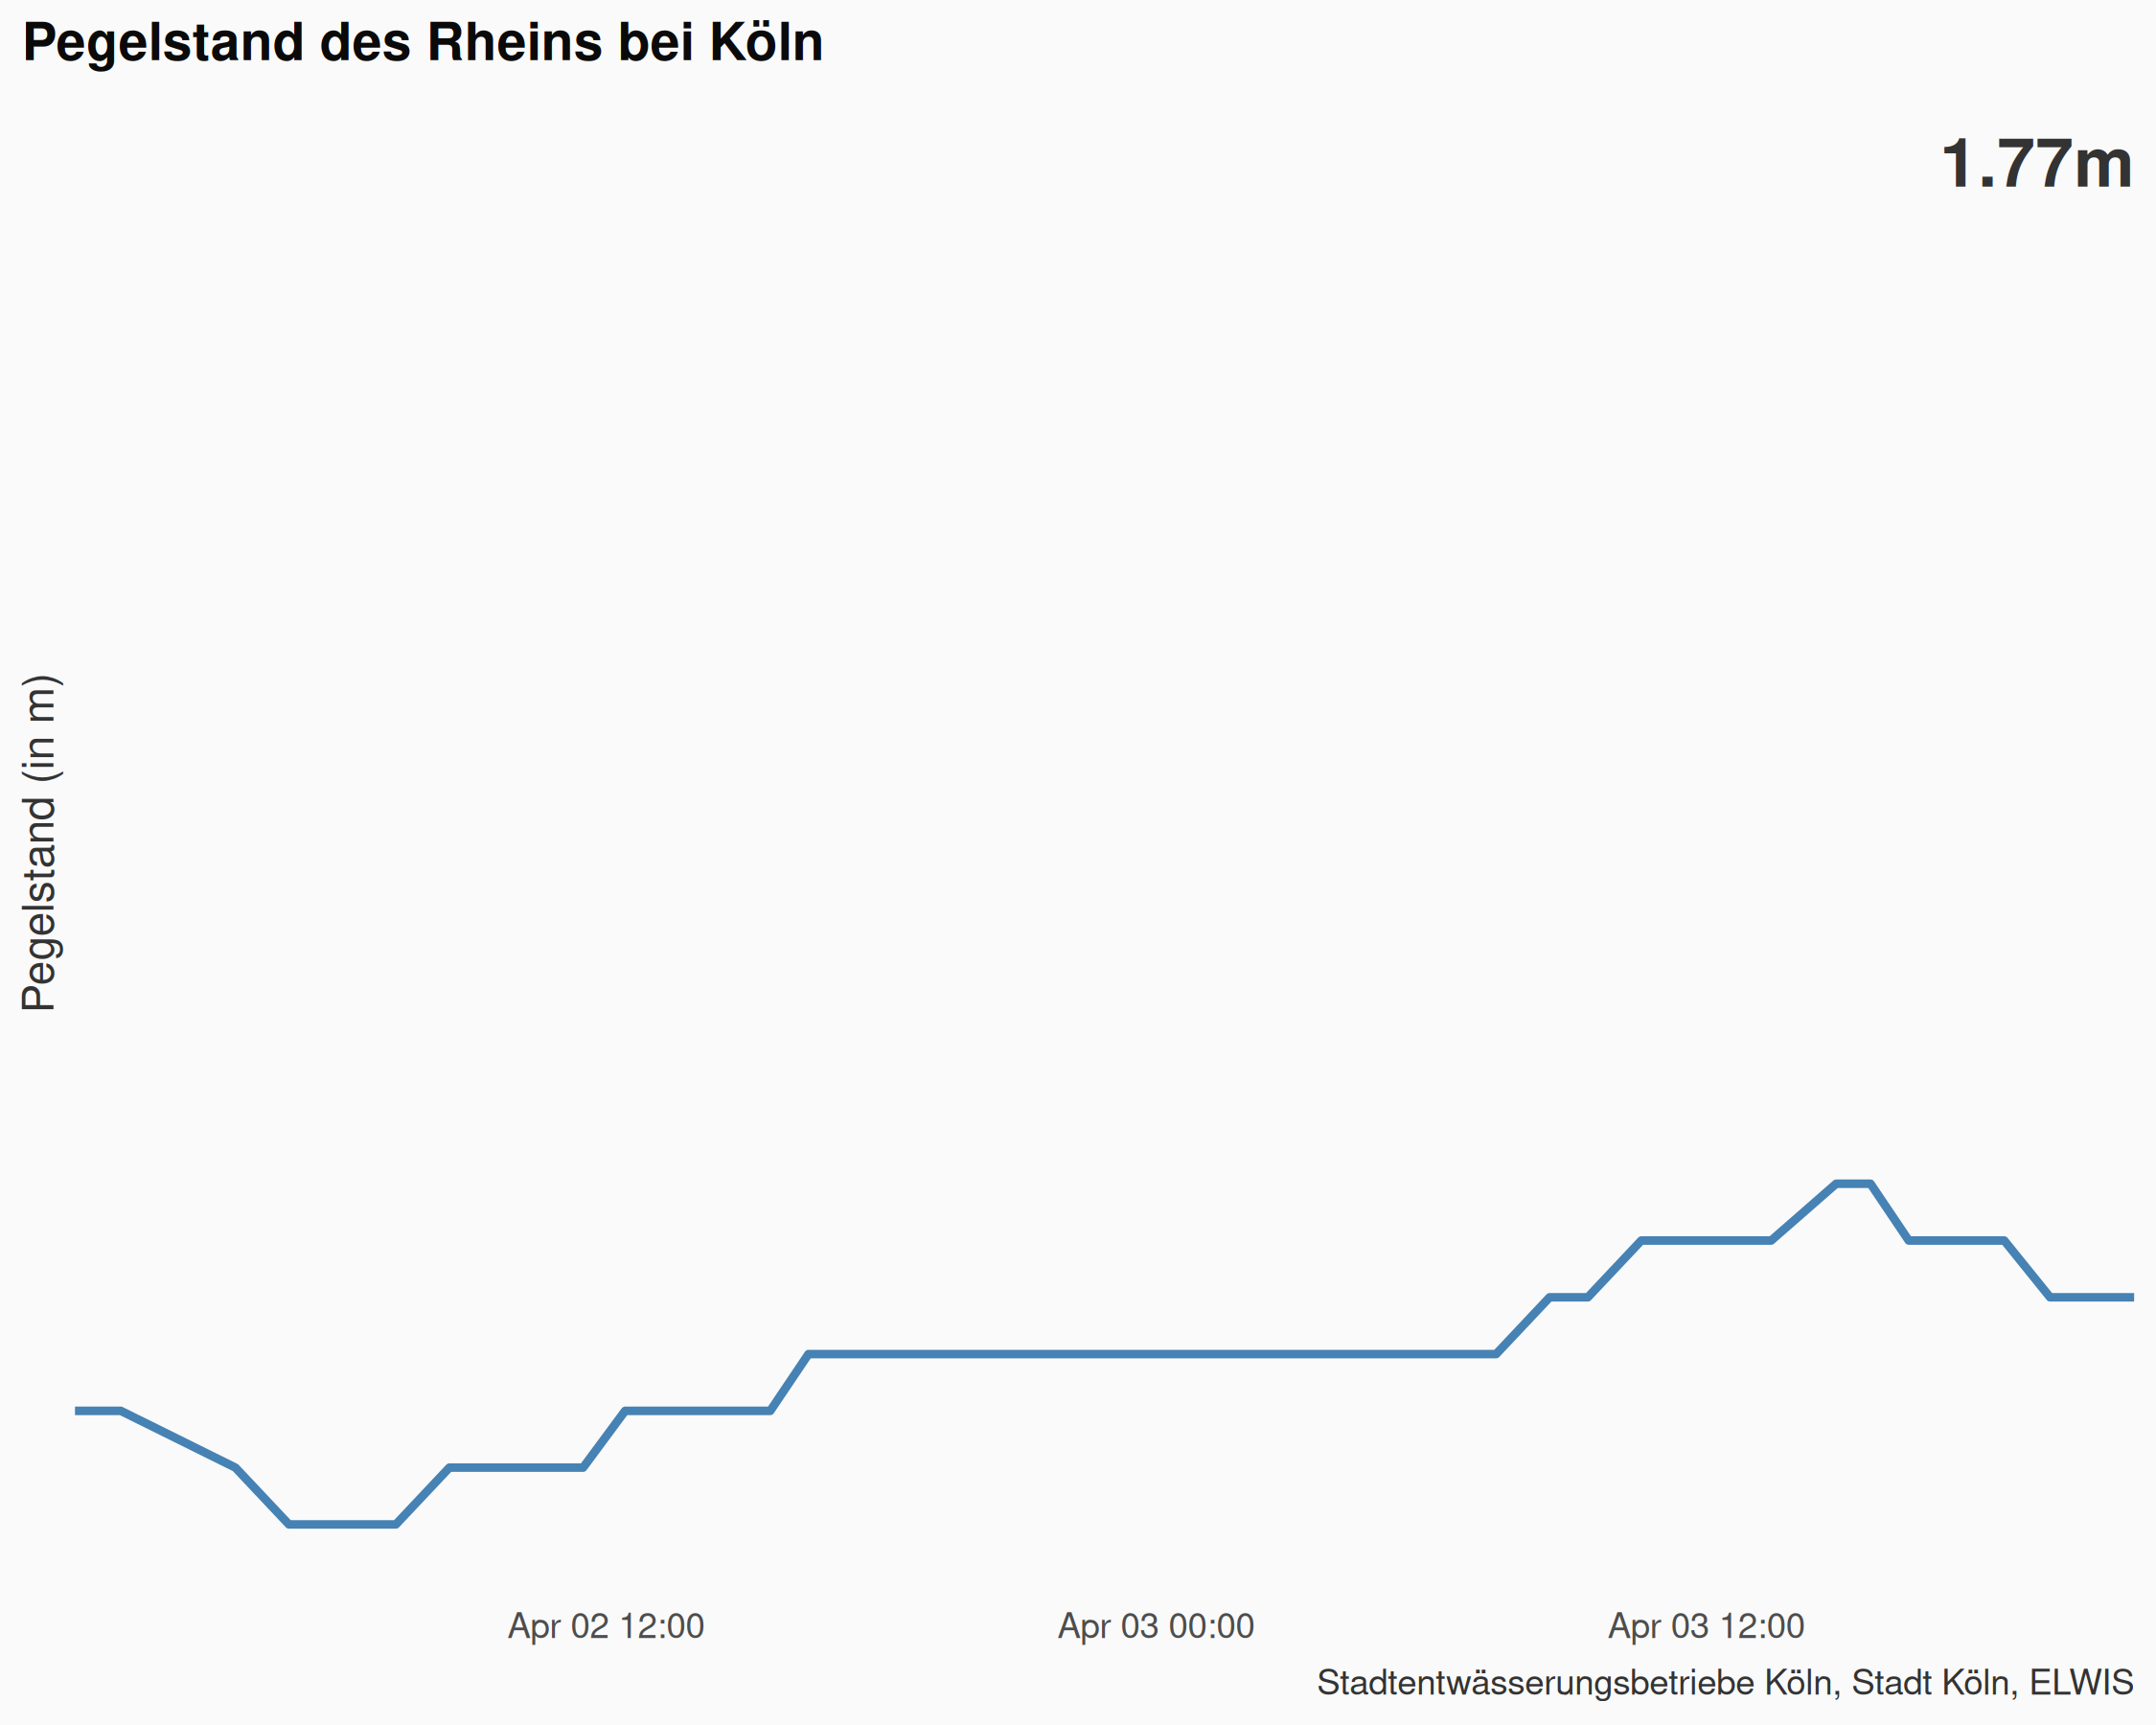 Pegelstand des Rheins bei Köln
1.77m
Pegelstand (in m)
Apr 02 12:00
Apr 03 00:00
Apr 03 12:00
Stadtentwässerungsbetriebe Köln, Stadt Köln, ELWIS